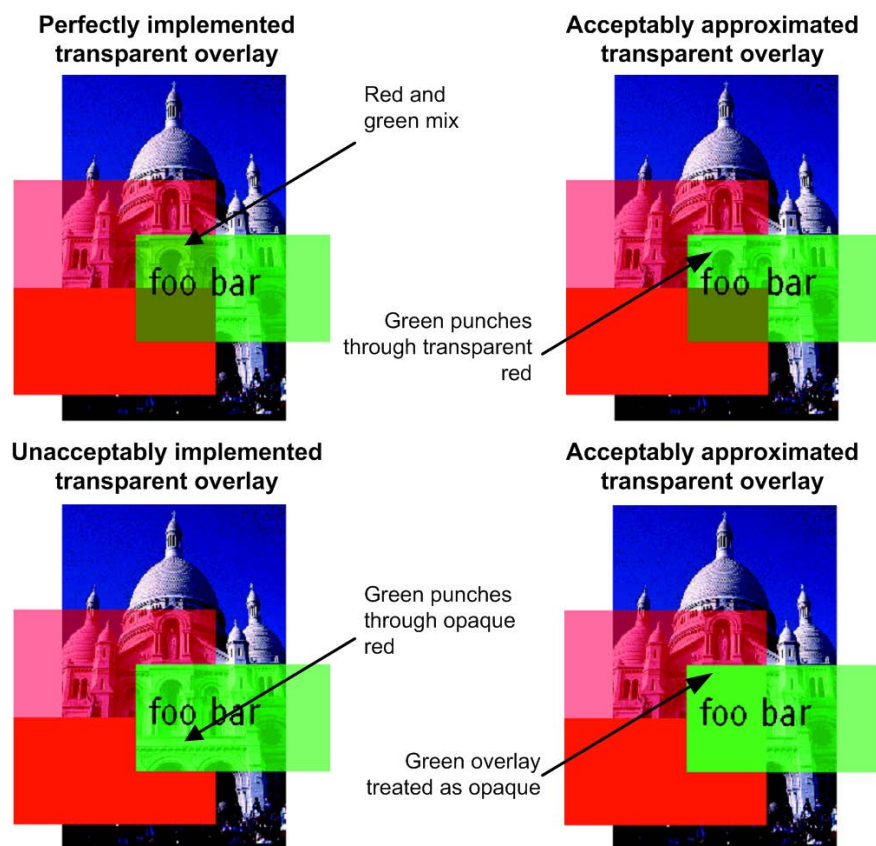 Perfectly implemented
transparent overlay
Acceptably approximated
transparent overlay
Red and
green mix
foo bar
foo bar
Green punches
through transparent
red
Unacceptably implemented
transparent overlay
Acceptably approximated
transparent overlay
Green punches
through opaque
red
foo bar
foo bar
Green overlay
treated as opaque